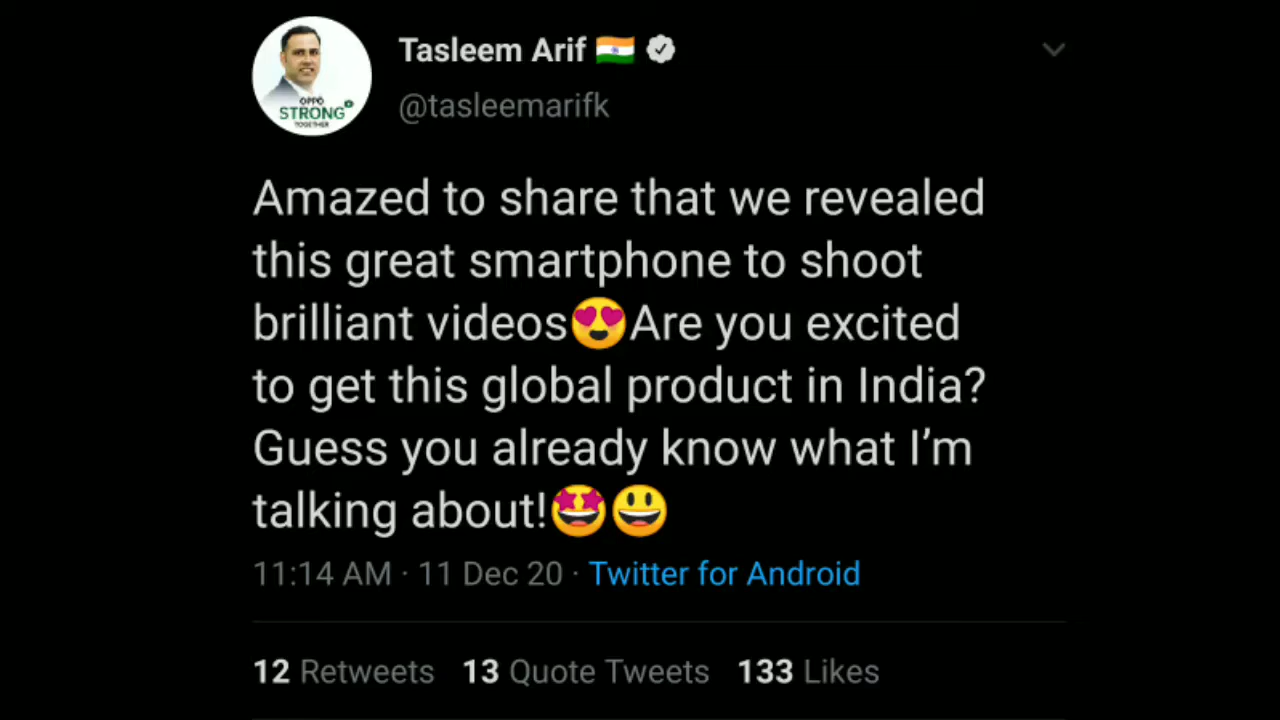 Tasleem Arif 🇮🇳
@tasleemarifk
OPPO
STRONG
TOGETHER
Amazed to share that we revealed
this great smartphone to shoot
brilliant videos😍Are you excited
to get this global product in India?
Guess you already know what I’m
talking about!🤩😃
11:14 AM · 11 Dec 20 · Twitter for Android
12 Retweets 13 Quote Tweets 133 Likes